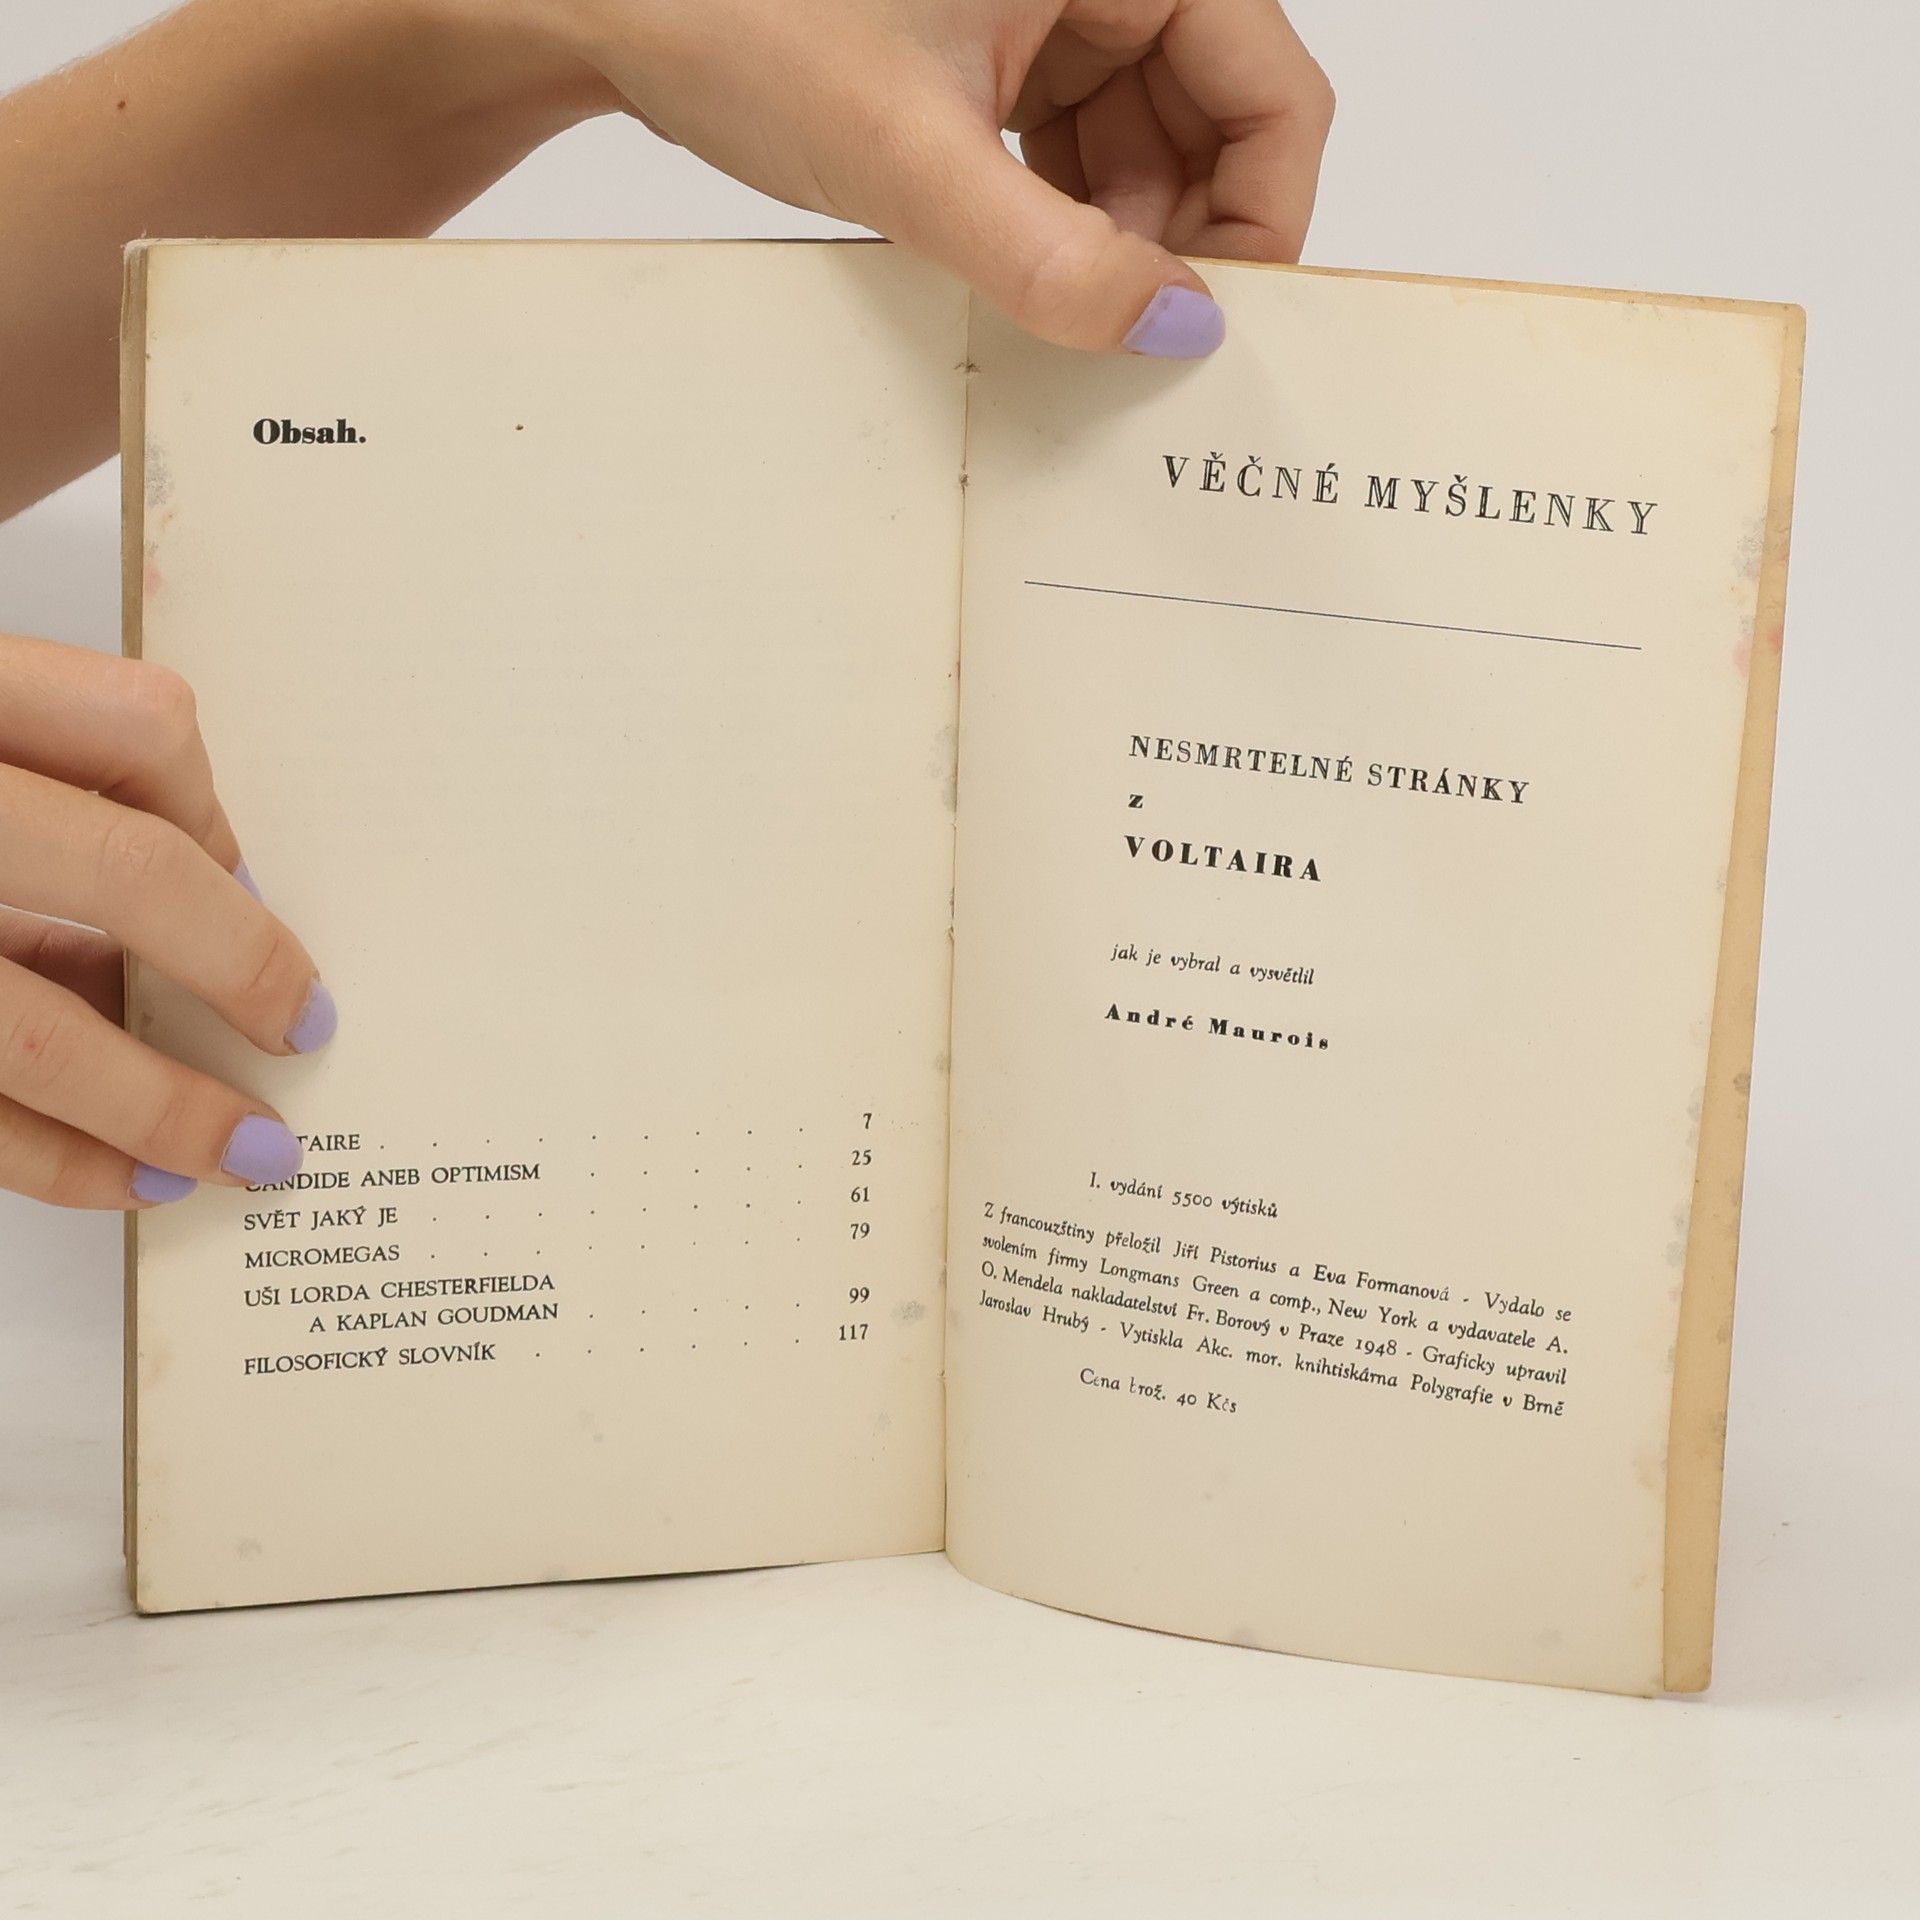 Obsah.
TAIRE . . . . . . . . . 7
CANDIDE ANEB OPTIMISM . . . . . 25
SVĚT JAKÝ JE . . . . . . . . 61
MICROMEGAS . . . . . . . . 79
UŠI LORDA CHESTERFIELDA
A KAPLAN GOUDMAN . . . . . 99
FILOSOFICKÝ SLOVNÍK . . . . . . 117
VĚČNÉ MYŠLENKY
NESMRTELNÉ STRÁNKY
z
VOLTAIRA
jak je vybral a vysvětlil
André Maurois
I. vydání 5500 výtisků
Z francouzštiny přeložil Jiří Pistorius a Eva Formanová - Vydalo se
svolením firmy Longmans Green a comp., New York a vydavatele A.
O. Mendela nakladatelství Fr. Borový v Praze 1948 - Graficky upravil
Jaroslav Hrubý - Vytiskla Akc. mor. knihtiskárna Polygrafie v Brně
Cena brož. 40 Kčs